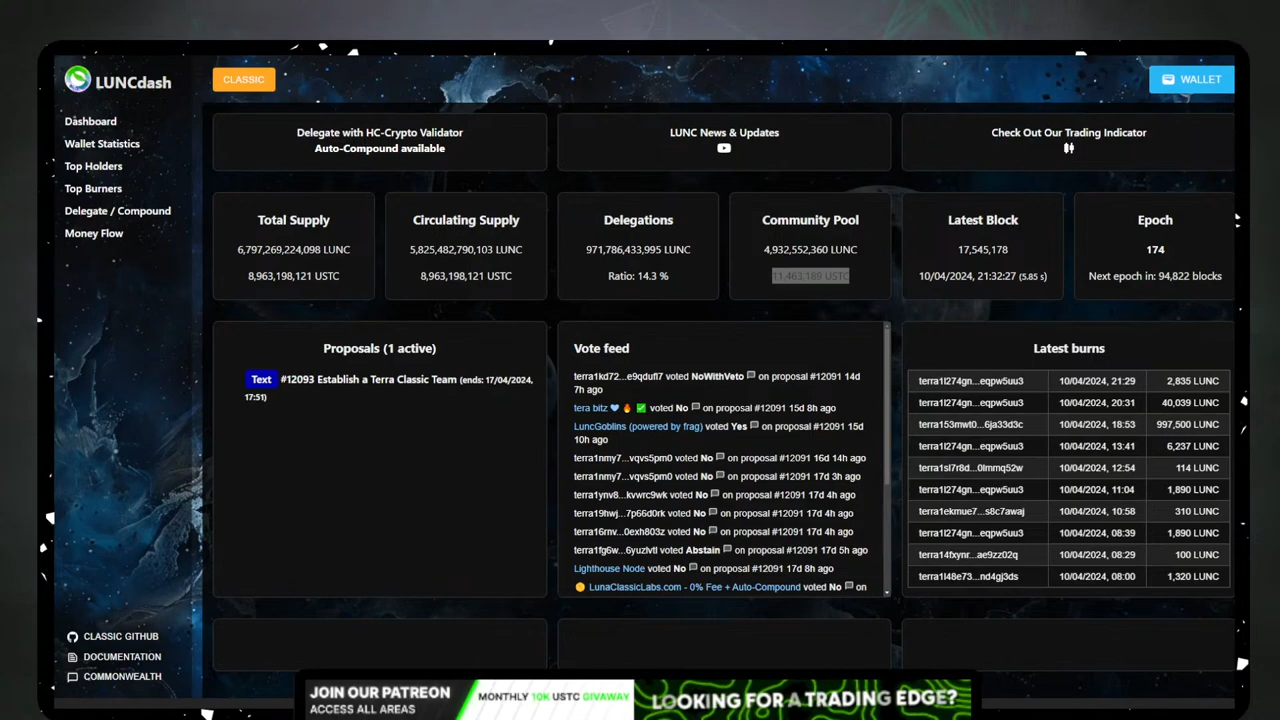 LUNCdash
CLASSIC
WALLET
Dashboard
Wallet Statistics
Top Holders
Top Burners
Delegate / Compound
Money Flow
CLASSIC GITHUB
DOCUMENTATION
COMMONWEALTH
Delegate with HC-Crypto Validator
Auto-Compound available
LUNC News & Updates
Check Out Our Trading Indicator
Total Supply
6,797,269,224,098 LUNC
8,963,198,121 USTC
Circulating Supply
5,825,482,790,103 LUNC
8,963,198,121 USTC
Delegations
971,786,433,995 LUNC
Ratio: 14.3 %
Community Pool
4,932,552,360 LUNC
11,463,189 USTC
Latest Block
17,545,178
10/04/2024, 21:32:27 (5.85 s)
Epoch
174
Next epoch in: 94,822 blocks
Proposals (1 active)
Text #12093 Establish a Terra Classic Team (ends: 17/04/2024,
17:51)
Vote feed
terra1kd72...e9qdufl7 voted NoWithVeto on proposal #12091 14d
7h ago
tera bitz 💙 🔥 ✅ voted No on proposal #12091 15d 8h ago
LuncGoblins (powered by frag) voted Yes on proposal #12091 15d
10h ago
terra1nmy7...vqvs5pm0 voted No on proposal #12091 16d 14h ago
terra1nmy7...vqvs5pm0 voted No on proposal #12091 17d 3h ago
terra1ynv8...kvwrc9wk voted No on proposal #12091 17d 4h ago
terra19hwj...7p66d0rk voted No on proposal #12091 17d 4h ago
terra16rnv...0exh803z voted No on proposal #12091 17d 4h ago
terra1fg6w...6yuzlvtl voted Abstain on proposal #12091 17d 5h ago
Lighthouse Node voted No on proposal #12091 17d 8h ago
LunaClassicLabs.com - 0% Fee + Auto-Compound voted No on
Latest burns
terra1l274gn...eqpw5uu3 10/04/2024, 21:29 2,835 LUNC
terra1l274gn...eqpw5uu3 10/04/2024, 20:31 40,039 LUNC
terra153mwt0...6ja33d3c 10/04/2024, 18:53 997,500 LUNC
terra1l274gn...eqpw5uu3 10/04/2024, 13:41 6,237 LUNC
terra1sl7r8d...0lmmq52w 10/04/2024, 12:54 114 LUNC
terra1l274gn...eqpw5uu3 10/04/2024, 11:04 1,890 LUNC
terra1ekmue7...s8c7awaj 10/04/2024, 10:58 310 LUNC
terra1l274gn...eqpw5uu3 10/04/2024, 08:39 1,890 LUNC
terra14fxynr...ae9zz02q 10/04/2024, 08:29 100 LUNC
terra1l48e73...nd4gj3ds 10/04/2024, 08:00 1,320 LUNC
JOIN OUR PATREON
ACCESS ALL AREAS
MONTHLY 10K USTC GIVEAWAY
LOOKING FOR A TRADING EDGE?